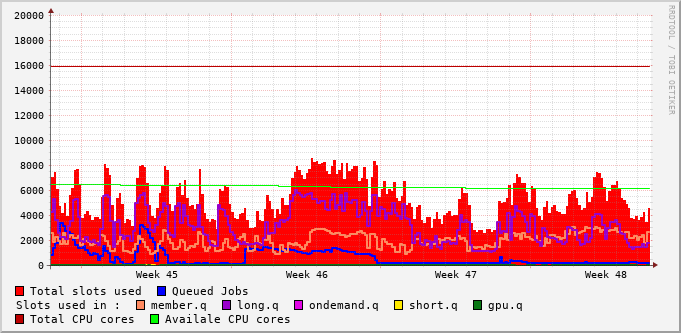 20000
18000
16000
14000
12000
10000
8000
6000
4000
2000
0
Week 45 Week 46 Week 47 Week 48
RRDTOOL / TOBI OETIKER
Total slots used Queued Jobs
Slots used in : member.q long.q ondemand.q short.q gpu.q
Total CPU cores Availale CPU cores